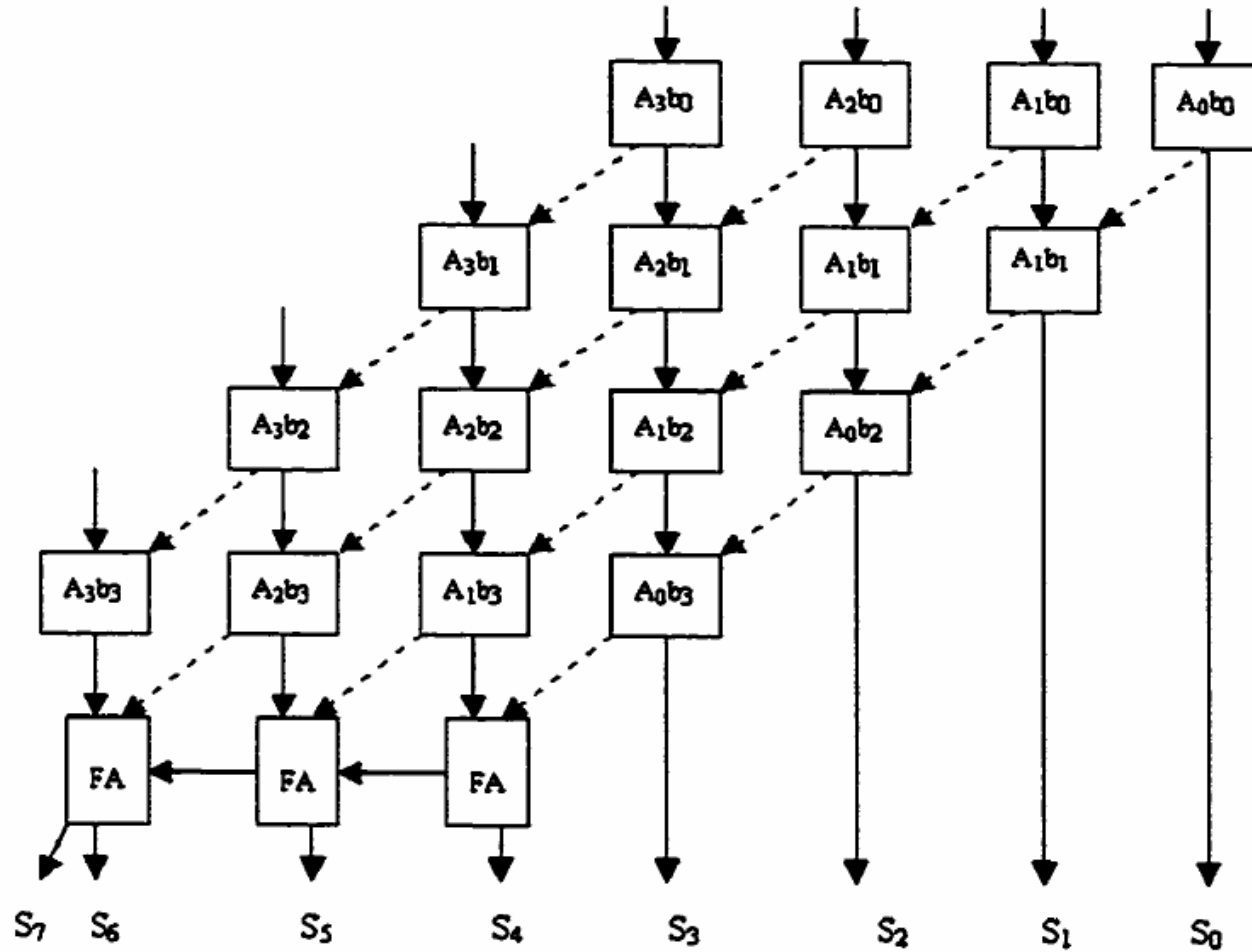 A₃b₀ A₂b₀ A₁b₀ A₀b₀
A₃b₁ A₂b₁ A₁b₁ A₁b₁
A₃b₂ A₂b₂ A₁b₂ A₀b₂
A₃b₃ A₂b₃ A₁b₃ A₀b₃
FA FA FA
S₇ S₆ S₅ S₄ S₃ S₂ S₁ S₀